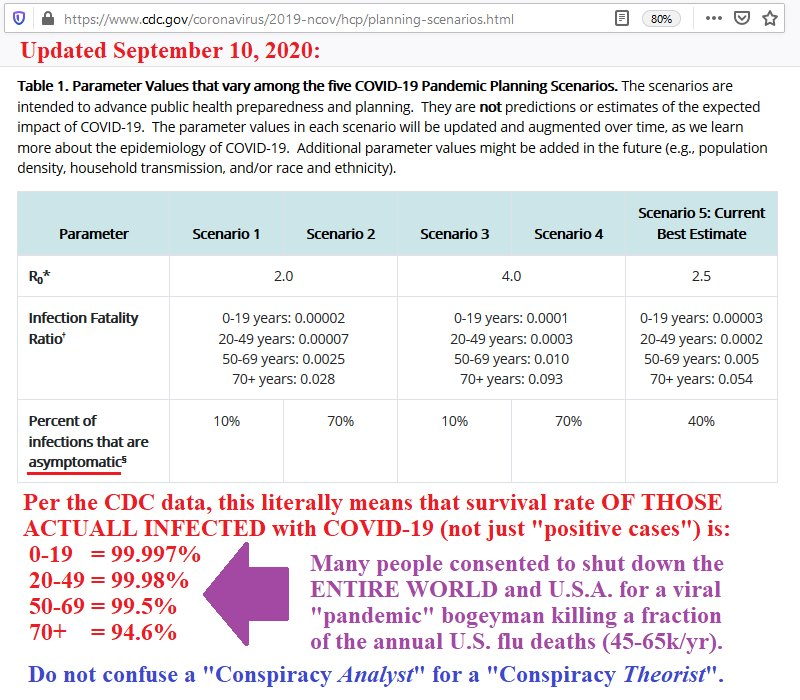 https://www.cdc.gov/coronavirus/2019-ncov/hcp/planning-scenarios.html
80%
Updated September 10, 2020:
Table 1. Parameter Values that vary among the five COVID-19 Pandemic Planning Scenarios. The scenarios are
intended to advance public health preparedness and planning. They are not predictions or estimates of the expected
impact of COVID-19. The parameter values in each scenario will be updated and augmented over time, as we learn
more about the epidemiology of COVID-19. Additional parameter values might be added in the future (e.g., population
density, household transmission, and/or race and ethnicity).
Parameter
Scenario 1
Scenario 2
Scenario 3
Scenario 4
Scenario 5: Current
Best Estimate
R₀*
2.0
4.0
2.5
Infection Fatality
Ratio†
0-19 years: 0.00002
20-49 years: 0.00007
50-69 years: 0.0025
70+ years: 0.028
0-19 years: 0.0001
20-49 years: 0.0003
50-69 years: 0.010
70+ years: 0.093
0-19 years: 0.00003
20-49 years: 0.0002
50-69 years: 0.005
70+ years: 0.054
Percent of
infections that are
asymptomatic§
10%
70%
10%
70%
40%
Per the CDC data, this literally means that survival rate OF THOSE
ACTUALL INFECTED with COVID-19 (not just "positive cases") is:
0-19 = 99.997%
20-49 = 99.98%
50-69 = 99.5%
70+ = 94.6%
Many people consented to shut down the
ENTIRE WORLD and U.S.A. for a viral
"pandemic" bogeyman killing a fraction
of the annual U.S. flu deaths (45-65k/yr).
Do not confuse a "Conspiracy Analyst" for a "Conspiracy Theorist".